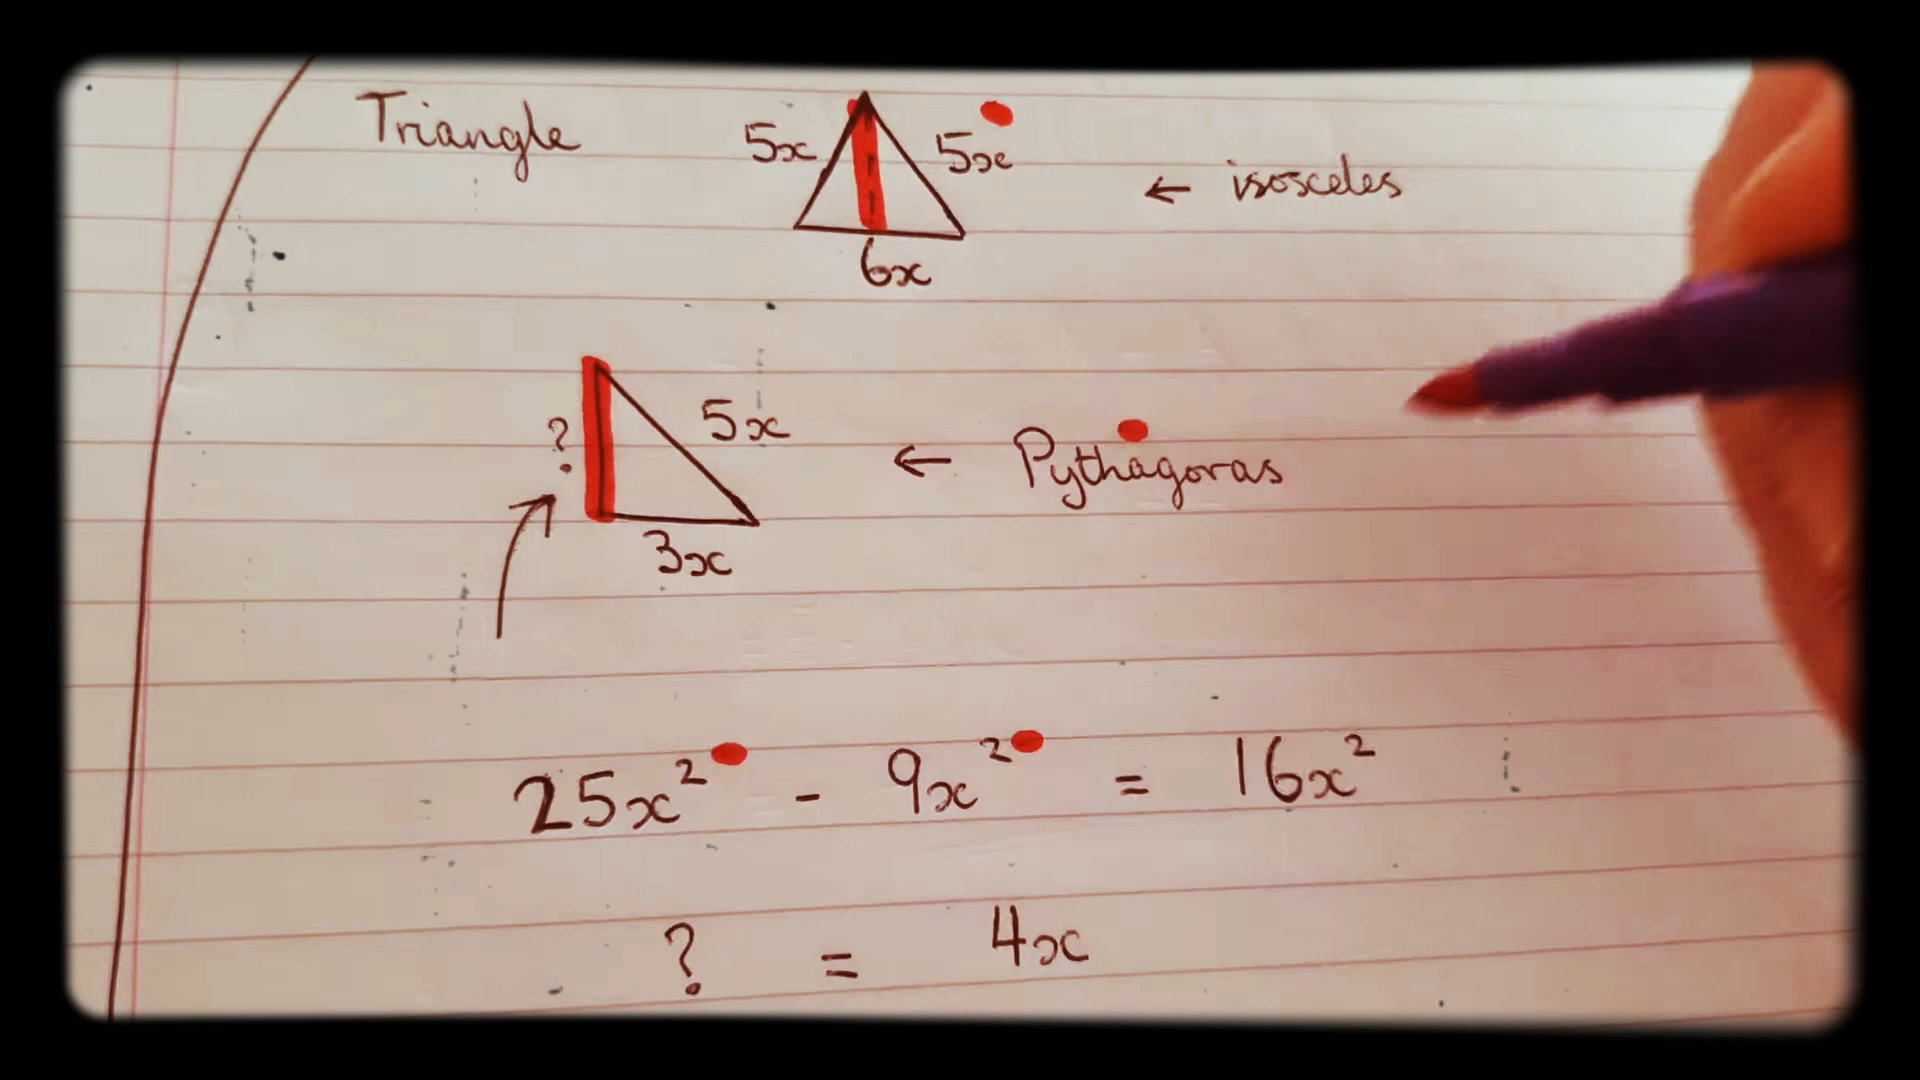 Triangle 5x 5x ← isosceles
6x
? 5x ← Pythagoras
3x
25x² - 9x² = 16x²
? = 4x